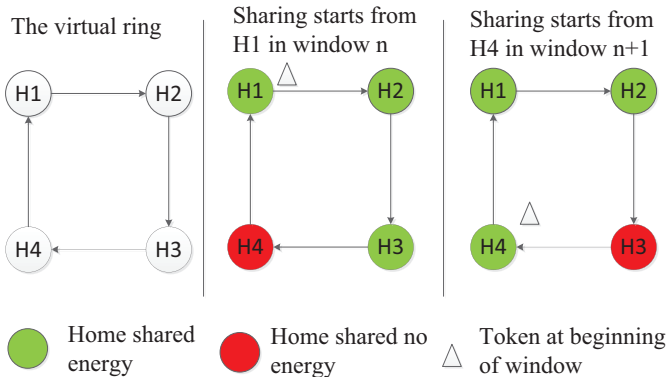 The virtual ring
H1
H2
H4
H3
Sharing starts from
H1 in window n
H1
H2
H4
H3
Sharing starts from
H4 in window n+1
H1
H2
H4
H3
Home shared
energy
Home shared no
energy
Token at beginning
of window